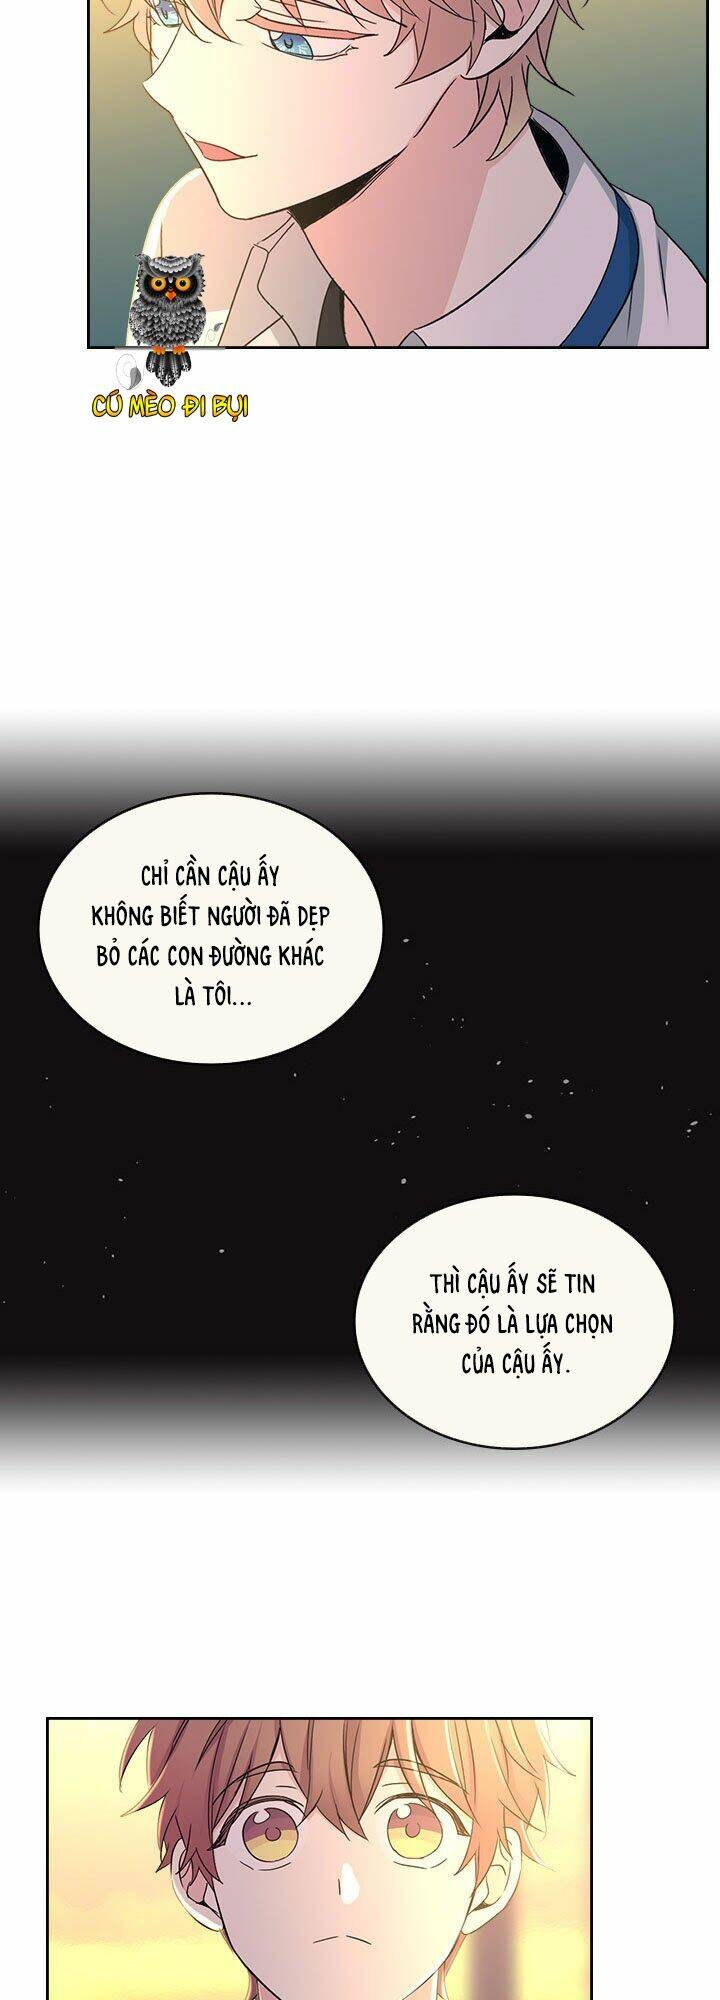 CÚ MÈO ĐI BỤI
CHỈ CẦN CẬU ẤY
KHÔNG BIẾT NGƯỜI ĐÃ DẸP
BỎ CÁC CON ĐƯỜNG KHÁC
LÀ TÔI...
THÌ CẬU ẤY SẼ TIN
RẰNG ĐÓ LÀ LỰA CHỌN
CỦA CẬU ẤY.